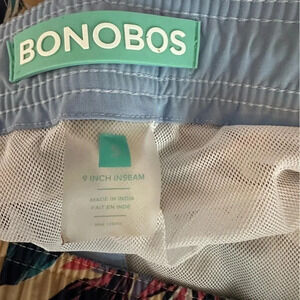 BONOBOS
9 INCH INSEAM
MADE IN INDIA
FAIT EN INDE